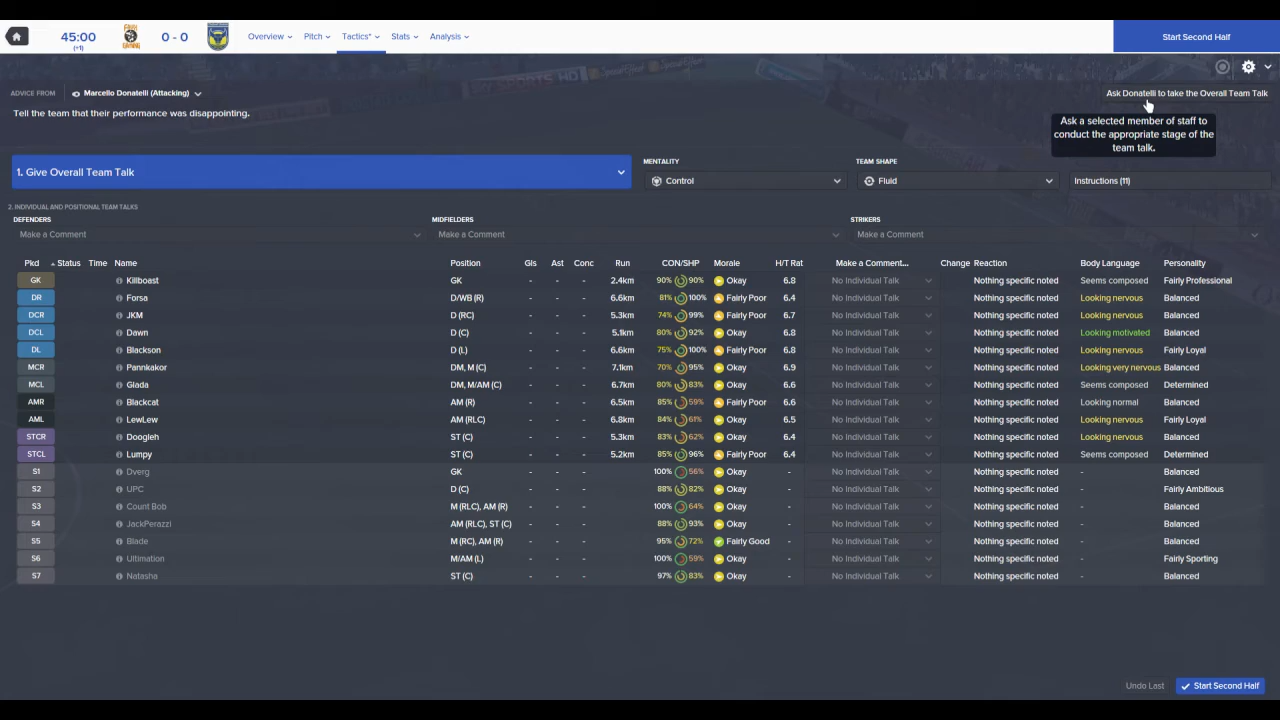 45:00 0 - 0 Overview Pitch Tactics* Stats Analysis Start Second Half
(+1)
ADVICE FROM Marcello Donatelli (Attacking) Ask Donatelli to take the Overall Team Talk
Tell the team that their performance was disappointing.
Ask a selected member of staff to
conduct the appropriate stage of the
team talk.
MENTALITY TEAM SHAPE
1. Give Overall Team Talk Control Fluid Instructions (11)
2. INDIVIDUAL AND POSITIONAL TEAM TALKS
DEFENDERS MIDFIELDERS STRIKERS
Make a Comment Make a Comment Make a Comment
Pkd Status Time Name Position Gls Ast Conc Run CON/SHP Morale H/T Rat Make a Comment... Change Reaction Body Language Personality
GK Killboast GK - - - 2.4km 90% 90% Okay 6.8 No Individual Talk Nothing specific noted Seems composed Fairly Professional
DR Forsa D/WB (R) - - - 6.6km 81% 100% Fairly Poor 6.4 No Individual Talk Nothing specific noted Looking nervous Balanced
DCR JKM D (RC) - - - 5.3km 74% 99% Fairly Poor 6.7 No Individual Talk Nothing specific noted Looking nervous Balanced
DCL Dawn D (C) - - - 5.1km 80% 92% Okay 6.8 No Individual Talk Nothing specific noted Looking motivated Balanced
DL Blackson D (L) - - - 6.6km 75% 100% Fairly Poor 6.8 No Individual Talk Nothing specific noted Looking nervous Fairly Loyal
MCR Pannkakor DM, M (C) - - - 7.1km 70% 95% Okay 6.9 No Individual Talk Nothing specific noted Looking very nervous Balanced
MCL Glada DM, M/AM (C) - - - 6.7km 80% 83% Okay 6.6 No Individual Talk Nothing specific noted Seems composed Determined
AMR Blackcat AM (R) - - - 6.5km 85% 59% Fairly Poor 6.6 No Individual Talk Nothing specific noted Looking normal Balanced
AML LewLew AM (RLC) - - - 6.8km 84% 61% Okay 6.5 No Individual Talk Nothing specific noted Looking nervous Fairly Loyal
STCR Doogleh ST (C) - - - 5.3km 83% 62% Okay 6.4 No Individual Talk Nothing specific noted Looking nervous Balanced
STCL Lumpy ST (C) - - - 5.2km 85% 96% Fairly Poor 6.4 No Individual Talk Nothing specific noted Seems composed Determined
S1 Dverg GK - - - 100% 56% Okay - No Individual Talk Nothing specific noted - Balanced
S2 UPC D (C) - - - 88% 82% Okay - No Individual Talk Nothing specific noted - Fairly Ambitious
S3 Count Bob M (RLC), AM (R) - - - 100% 64% Okay - No Individual Talk Nothing specific noted - Balanced
S4 JackPerazzi AM (RLC), ST (C) - - - 88% 93% Okay - No Individual Talk Nothing specific noted - Balanced
S5 Blade M (RC), AM (R) - - - 95% 72% Fairly Good - No Individual Talk Nothing specific noted - Balanced
S6 Ultimation M/AM (L) - - - 100% 59% Okay - No Individual Talk Nothing specific noted - Fairly Sporting
S7 Natasha ST (C) - - - 97% 83% Okay - No Individual Talk Nothing specific noted - Balanced
Undo Last Start Second Half